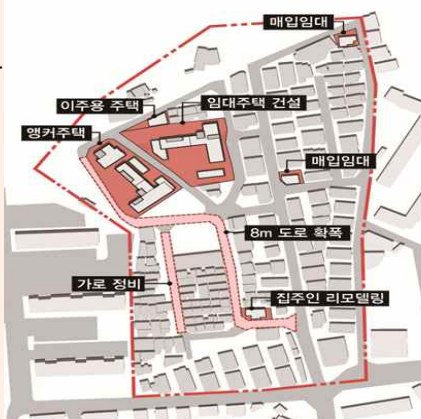 매입임대
이주용 주택
임대주택 건설
앵커주택
매입임대
8m 도로 확폭
가로 정비
집주인 리모델링